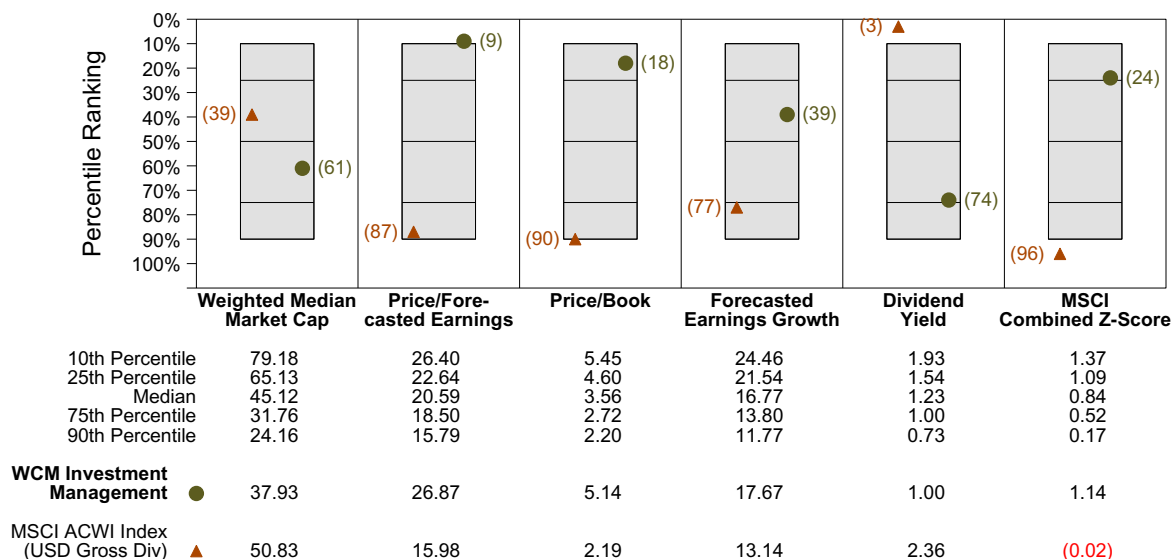 Percentile Ranking
0%
10%
20%
30%
40%
50%
60%
70%
80%
90%
100%
(39)
(61)
(9)
(87)
(18)
(90)
(39)
(77)
(3)
(74)
(24)
(96)
Weighted Median
Market Cap
Price/Fore-
casted Earnings
Price/Book
Forecasted
Earnings Growth
Dividend
Yield
MSCI
Combined Z-Score
10th Percentile 79.18 26.40 5.45 24.46 1.93 1.37
25th Percentile 65.13 22.64 4.60 21.54 1.54 1.09
Median 45.12 20.59 3.56 16.77 1.23 0.84
75th Percentile 31.76 18.50 2.72 13.80 1.00 0.52
90th Percentile 24.16 15.79 2.20 11.77 0.73 0.17
WCM Investment
Management 37.93 26.87 5.14 17.67 1.00 1.14
MSCI ACWI Index
(USD Gross Div) 50.83 15.98 2.19 13.14 2.36 (0.02)